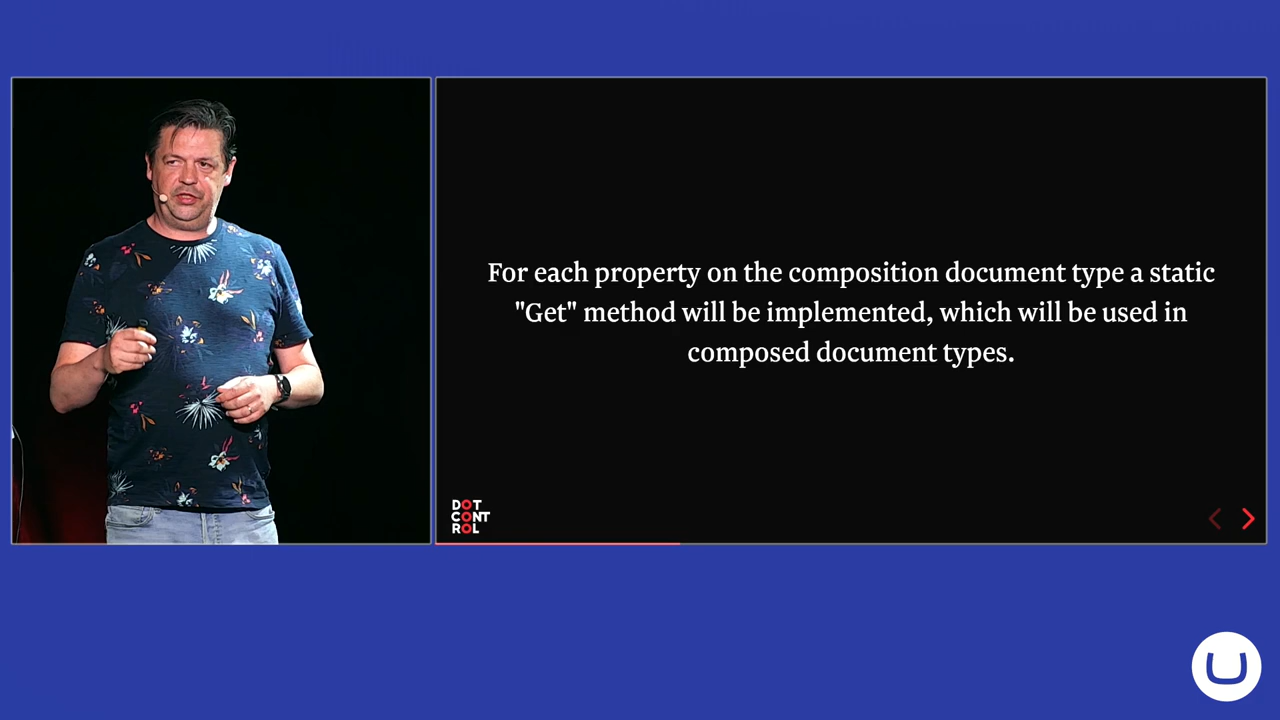 For each property on the composition document type a static
"Get" method will be implemented, which will be used in
composed document types.
DOT
CONT
ROL